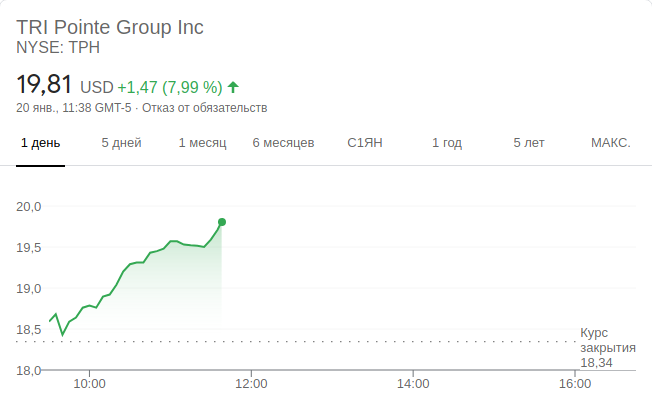 TRI Pointe Group Inc
NYSE: TPH
19,81 USD +1,47 (7,99 %)
20 янв., 11:38 GMT-5 · Отказ от обязательств
1 день 5 дней 1 месяц 6 месяцев С1ЯН 1 год 5 лет МАКС.
20,0
19,5
19,0
18,5
18,0
Курс
закрытия
18,34
10:00 12:00 14:00 16:00